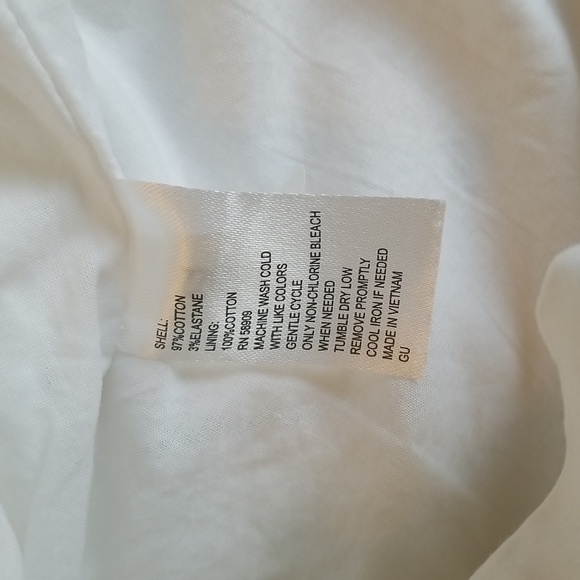 SHELL:
97%COTTON
3%ELASTANE
LINING:
100%COTTON
RN 58909
MACHINE WASH COLD
WITH LIKE COLORS
GENTLE CYCLE
ONLY NON-CHLORINE BLEACH
WHEN NEEDED
TUMBLE DRY LOW
REMOVE PROMPTLY
COOL IRON IF NEEDED
MADE IN VIETNAM
GU